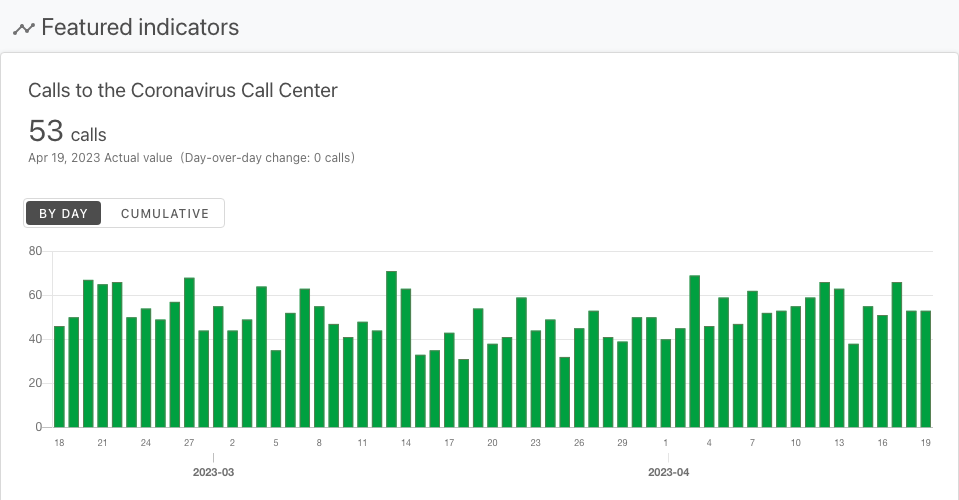 Featured indicators
Calls to the Coronavirus Call Center
53 calls
Apr 19, 2023 Actual value (Day-over-day change: 0 calls)
BY DAY CUMULATIVE
80
60
40
20
0
18 21 24 27 2 5 8 11 14 17 20 23 26 29 1 4 7 10 13 16 19
2023-03 2023-04